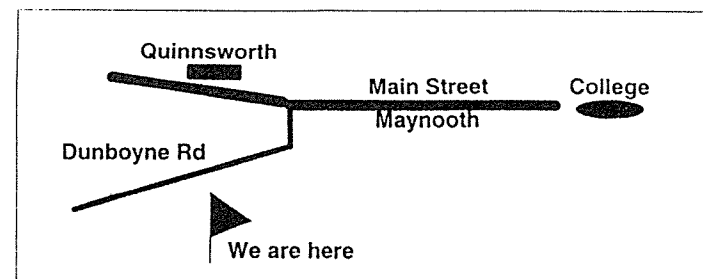 Quinnsworth
Main Street
College
Maynooth
Dunboyne Rd
We are here